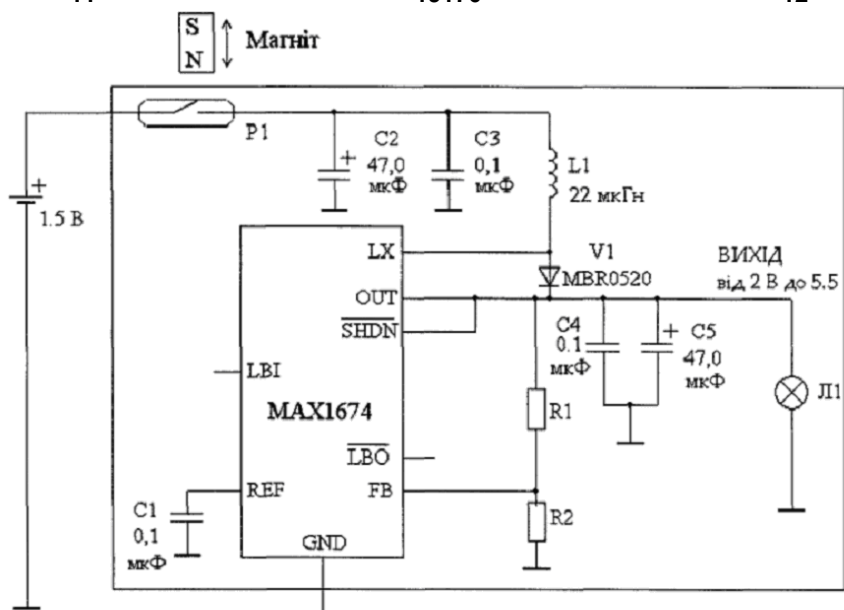 S
N
Магніт
P1
C2
47,0
мкФ
C3
0,1
мкФ
L1
22 мкГн
1.5 В
LX
V1
MBR0520
ВИХІД
від 2 В до 5.5
OUT
SHDN
C4
0.1
мкФ
C5
47,0
мкФ
LBI
MAX1674
R1
Л1
LBO
REF
FB
C1
0,1
мкФ
R2
GND